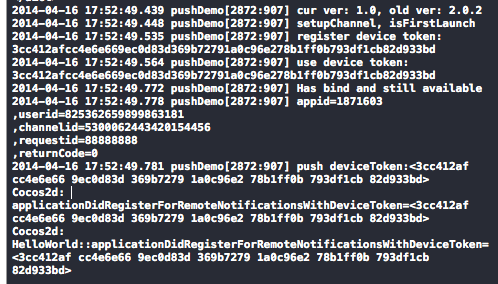 2014-04-16 17:52:49.439 pushDemo[2872:907] cur ver: 1.0, old ver: 2.0.2
2014-04-16 17:52:49.448 pushDemo[2872:907] setupChannel, isFirstLaunch
2014-04-16 17:52:49.535 pushDemo[2872:907] register device token:
3cc412afcc4e6e669ec0d83d369b72791a0c96e278b1ff0b793df1cb82d933bd
2014-04-16 17:52:49.564 pushDemo[2872:907] use device token:
3cc412afcc4e6e669ec0d83d369b72791a0c96e278b1ff0b793df1cb82d933bd
2014-04-16 17:52:49.772 pushDemo[2872:907] Has bind and still available
2014-04-16 17:52:49.778 pushDemo[2872:907] appid=1871603
,userid=825362659899863181
,channelid=5300062443420154456
,requestid=88888888
,returnCode=0
2014-04-16 17:52:49.781 pushDemo[2872:907] push deviceToken:<3cc412af
cc4e6e66 9ec0d83d 369b7279 1a0c96e2 78b1ff0b 793df1cb 82d933bd>
Cocos2d:
applicationDidRegisterForRemoteNotificationsWithDeviceToken=<3cc412af
cc4e6e66 9ec0d83d 369b7279 1a0c96e2 78b1ff0b 793df1cb 82d933bd>
Cocos2d:
HelloWorld::applicationDidRegisterForRemoteNotificationsWithDeviceToken=
<3cc412af cc4e6e66 9ec0d83d 369b7279 1a0c96e2 78b1ff0b 793df1cb
82d933bd>